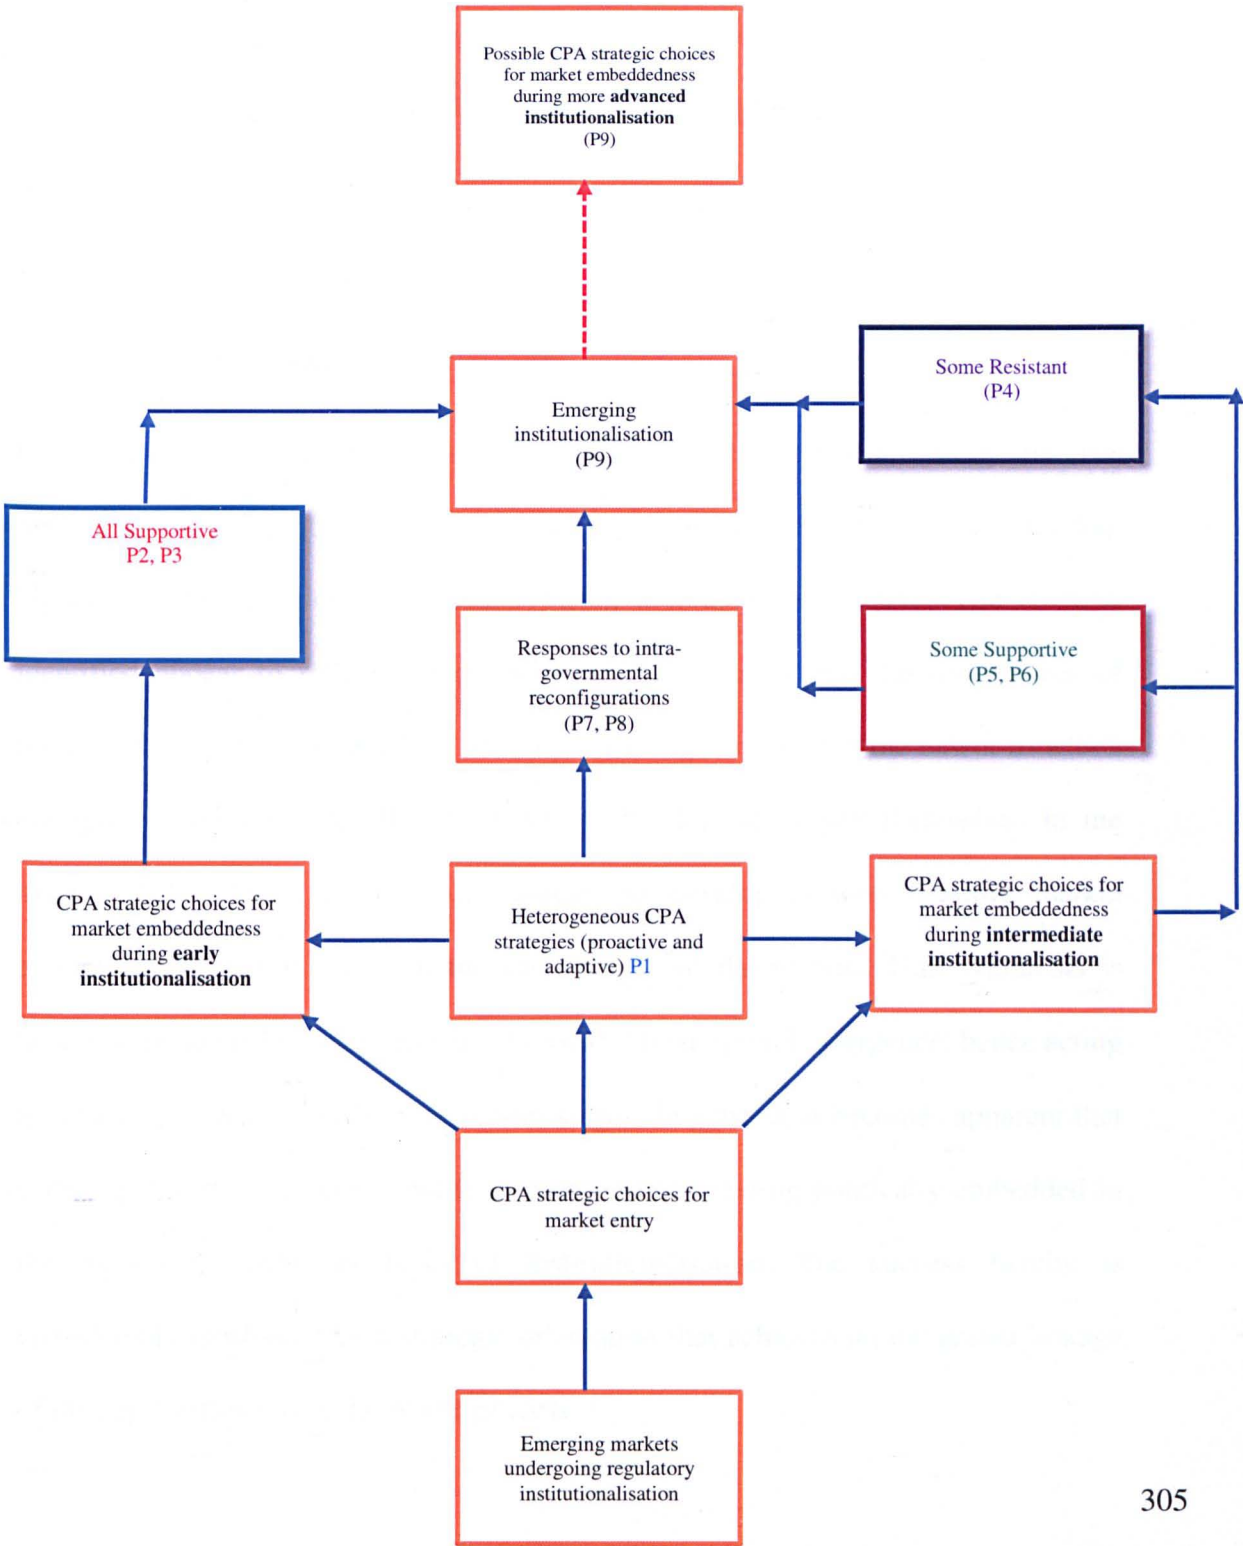 Possible CPA strategic choices
for market embeddedness
during more advanced
institutionalisation
(P9)
Some Resistant
(P4)
Emerging
institutionalisation
(P9)
All Supportive
P2, P3
Responses to intra-
governmental
reconfigurations
(P7, P8)
Some Supportive
(P5, P6)
CPA strategic choices for
market embeddedness
during early
institutionalisation
Heterogeneous CPA
strategies (proactive and
adaptive) P1
CPA strategic choices for
market embeddedness
during intermediate
institutionalisation
CPA strategic choices for
market entry
Emerging markets
undergoing regulatory
institutionalisation
305